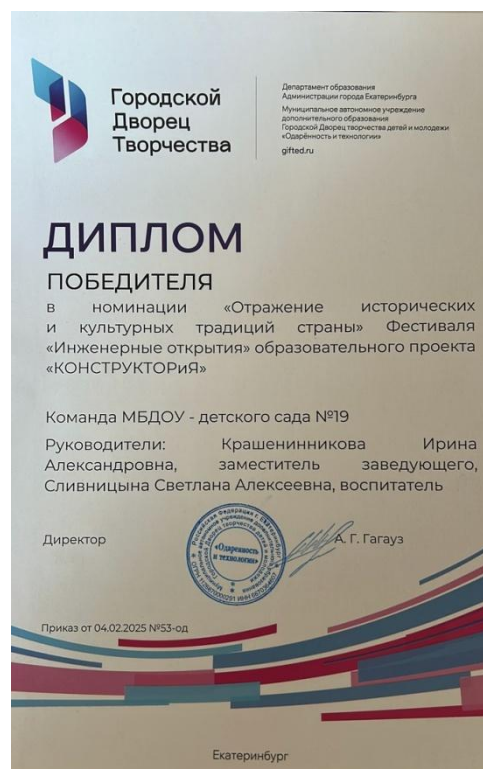 Городской
Дворец
Творчества
Департамент образования
Администрации города Екатеринбурга
Муниципальное автономное учреждение
дополнительного образования
Городской Дворец творчества детей и молодежи
«Одарённость и технологии»
gifted.ru
ДИПЛОМ
ПОБЕДИТЕЛЯ
в номинации «Отражение исторических
и культурных традиций страны» Фестиваля
«Инженерные открытия» образовательного проекта
«КОНСТРУКТОРиЯ»
Команда МБДОУ - детского сада №19
Руководители: Крашенинникова Ирина
Александровна, заместитель заведующего,
Сливницына Светлана Алексеевна, воспитатель
Директор
«Одаренность
и технологии»
А. Г. Гагауз
Приказ от 04.02.2025 №53-од
Екатеринбург